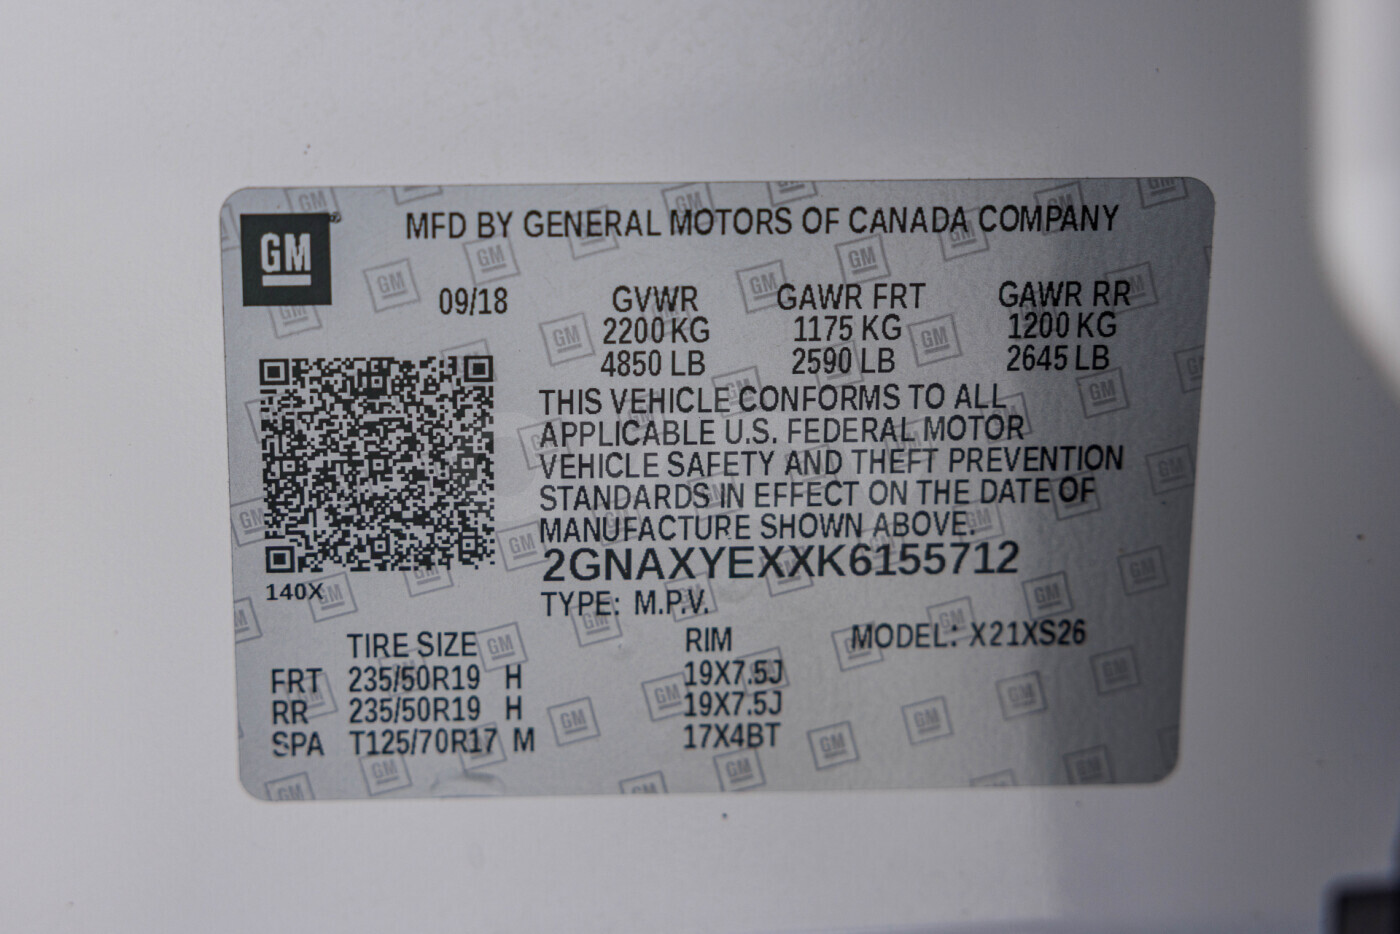 GM
MFD BY GENERAL MOTORS OF CANADA COMPANY
09/18 GVWR GAWR FRT GAWR RR
2200 KG 1175 KG 1200 KG
4850 LB 2590 LB 2645 LB
THIS VEHICLE CONFORMS TO ALL
APPLICABLE U.S. FEDERAL MOTOR
VEHICLE SAFETY AND THEFT PREVENTION
STANDARDS IN EFFECT ON THE DATE OF
MANUFACTURE SHOWN ABOVE.
2GNAXYEXXK6155712
140X
TYPE: M.P.V.
TIRE SIZE RIM MODEL: X21XS26
FRT 235/50R19 H 19X7.5J
RR 235/50R19 H 19X7.5J
SPA T125/70R17 M 17X4BT